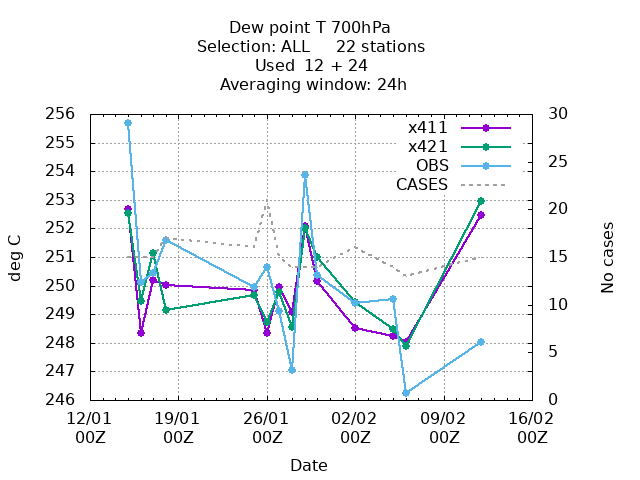 Dew point T 700hPa
Selection: ALL     22 stations
Used  12 + 24
Averaging window: 24h
x411
x421
OBS
CASES
deg C
256
255
254
253
252
251
250
249
248
247
246
30
25
20
15
10
5
0
No cases
12/01 00Z
19/01 00Z
26/01 00Z
02/02 00Z
09/02 00Z
16/02 00Z
Date